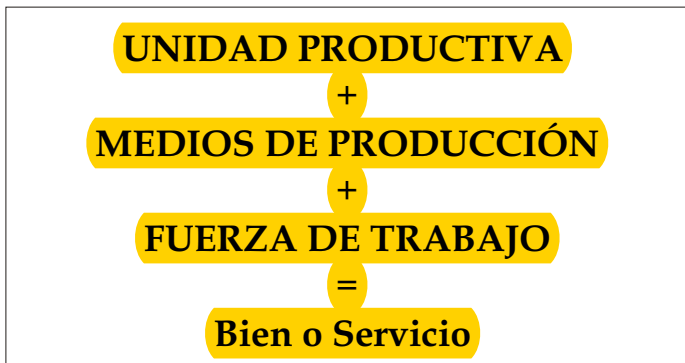 UNIDAD PRODUCTIVA
+
MEDIOS DE PRODUCCIÓN
+
FUERZA DE TRABAJO
=
Bien o Servicio